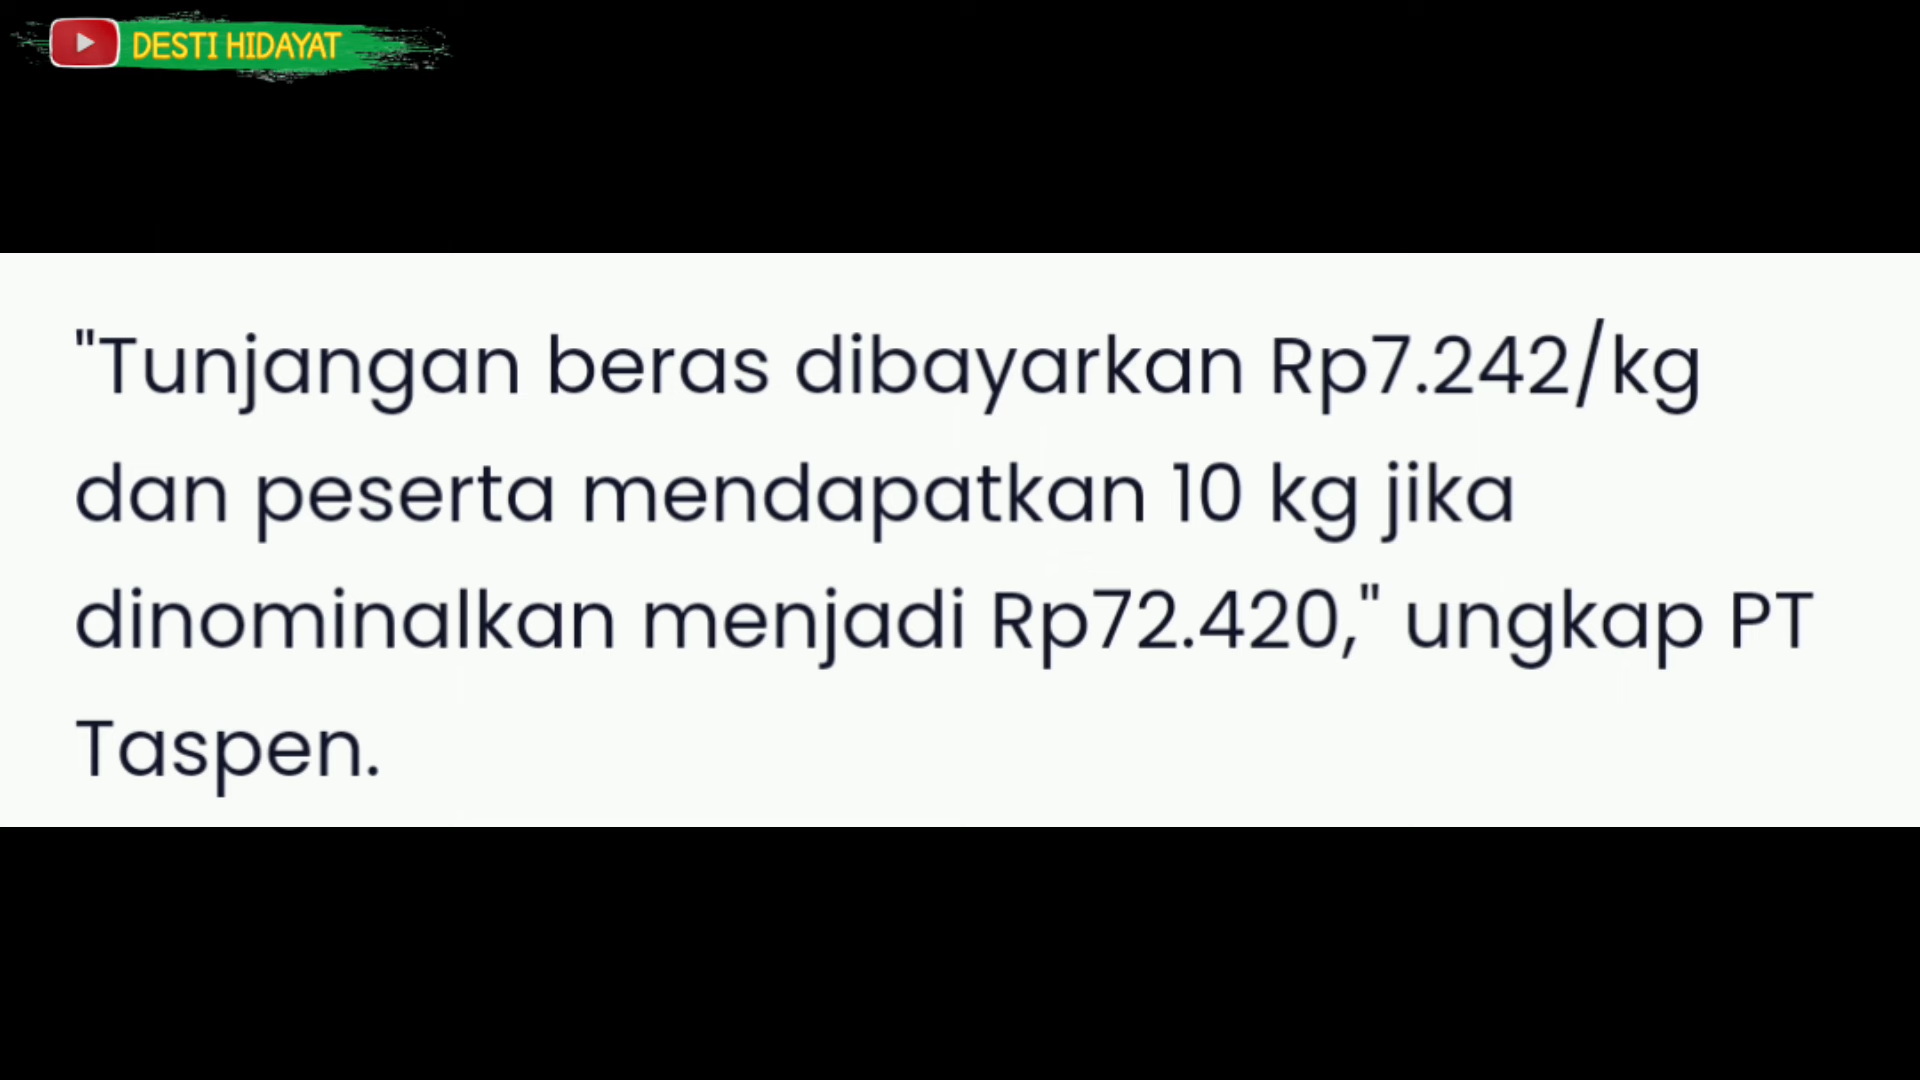 DESTI HIDAYAT
"Tunjangan beras dibayarkan Rp7.242/kg
dan peserta mendapatkan 10 kg jika
dinominalkan menjadi Rp72.420," ungkap PT
Taspen.